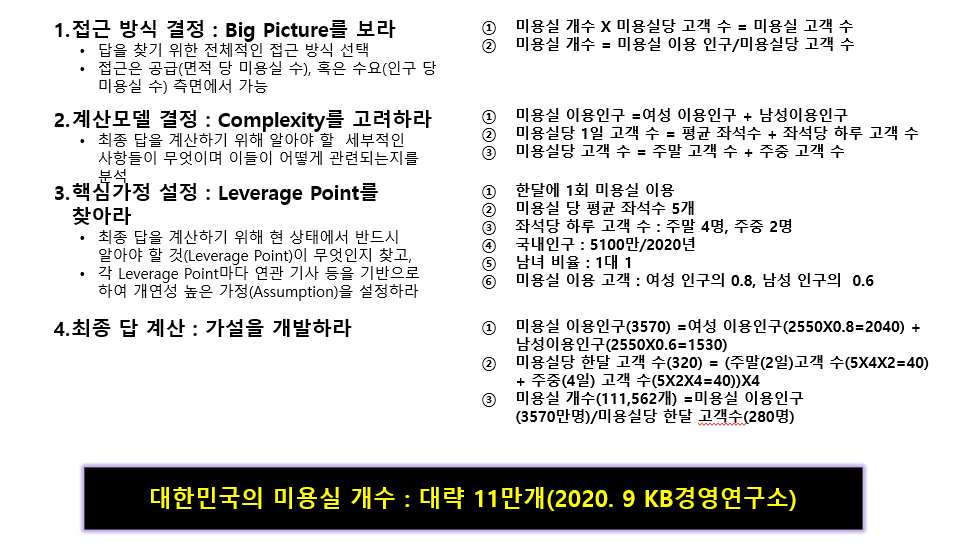 1.접근 방식 결정 : Big Picture를 보라
• 답을 찾기 위한 전체적인 접근 방식 선택
• 접근은 공급(면적 당 미용실 수), 혹은 수요(인구 당
미용실 수) 측면에서 가능
① 미용실 개수 X 미용실당 고객 수 = 미용실 고객 수
② 미용실 개수 = 미용실 이용 인구/미용실당 고객 수
2.계산모델 결정 : Complexity를 고려하라
• 최종 답을 계산하기 위해 알아야 할 세부적인
사항들이 무엇이며 이들이 어떻게 관련되는지를
분석
① 미용실 이용인구 =여성 이용인구 + 남성이용인구
② 미용실당 1일 고객 수 = 평균 좌석수 + 좌석당 하루 고객 수
③ 미용실당 고객 수 = 주말 고객 수 + 주중 고객 수
3.핵심가정 설정 : Leverage Point를
찾아라
• 최종 답을 계산하기 위해 현 상태에서 반드시
알아야 할 것(Leverage Point)이 무엇인지 찾고,
• 각 Leverage Point마다 연관 기사 등을 기반으로
하여 개연성 높은 가정(Assumption)을 설정하라
① 한달에 1회 미용실 이용
② 미용실 당 평균 좌석수 5개
③ 좌석당 하루 고객 수 : 주말 4명, 주중 2명
④ 국내인구 : 5100만/2020년
⑤ 남녀 비율 : 1대 1
⑥ 미용실 이용 고객 : 여성 인구의 0.8, 남성 인구의 0.6
4.최종 답 계산 : 가설을 개발하라
① 미용실 이용인구(3570) =여성 이용인구(2550X0.8=2040) +
남성이용인구(2550X0.6=1530)
② 미용실당 한달 고객 수(320) = (주말(2일)고객 수(5X4X2=40)
+ 주중(4일) 고객 수(5X2X4=40))X4
③ 미용실 개수(111,562개) =미용실 이용인구
(3570만명)/미용실당 한달 고객수(280명)
대한민국의 미용실 개수 : 대략 11만개(2020. 9 KB경영연구소)